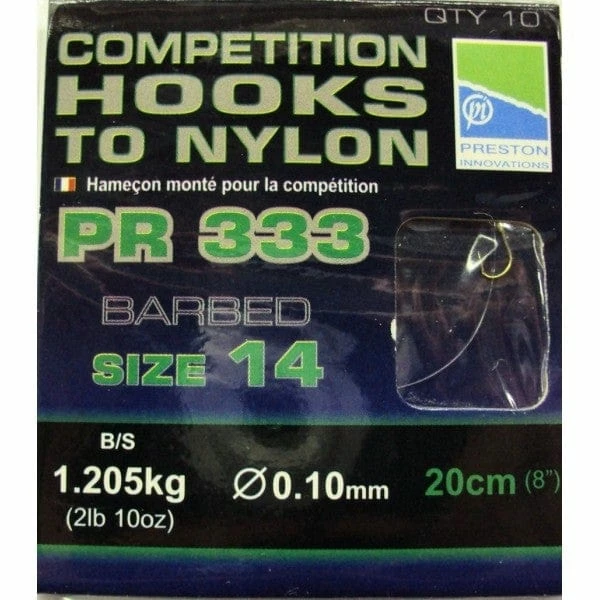 QTY 10
COMPETITION
HOOKS
TO NYLON
PRESTON
INNOVATIONS
Hameçon monté pour la compétition
PR 333
BARBED
SIZE 14
B/S
1.205kg
(2lb 10oz)
Ø0.10mm
20cm (8")